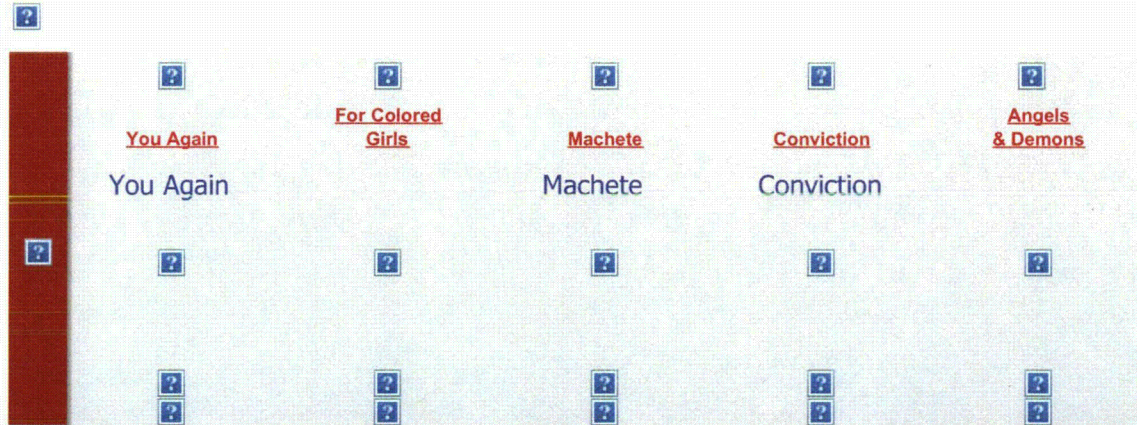 For Colored
Angels
You Again
Girls
Machete
Conviction
& Demons
You Again
Machete
Conviction